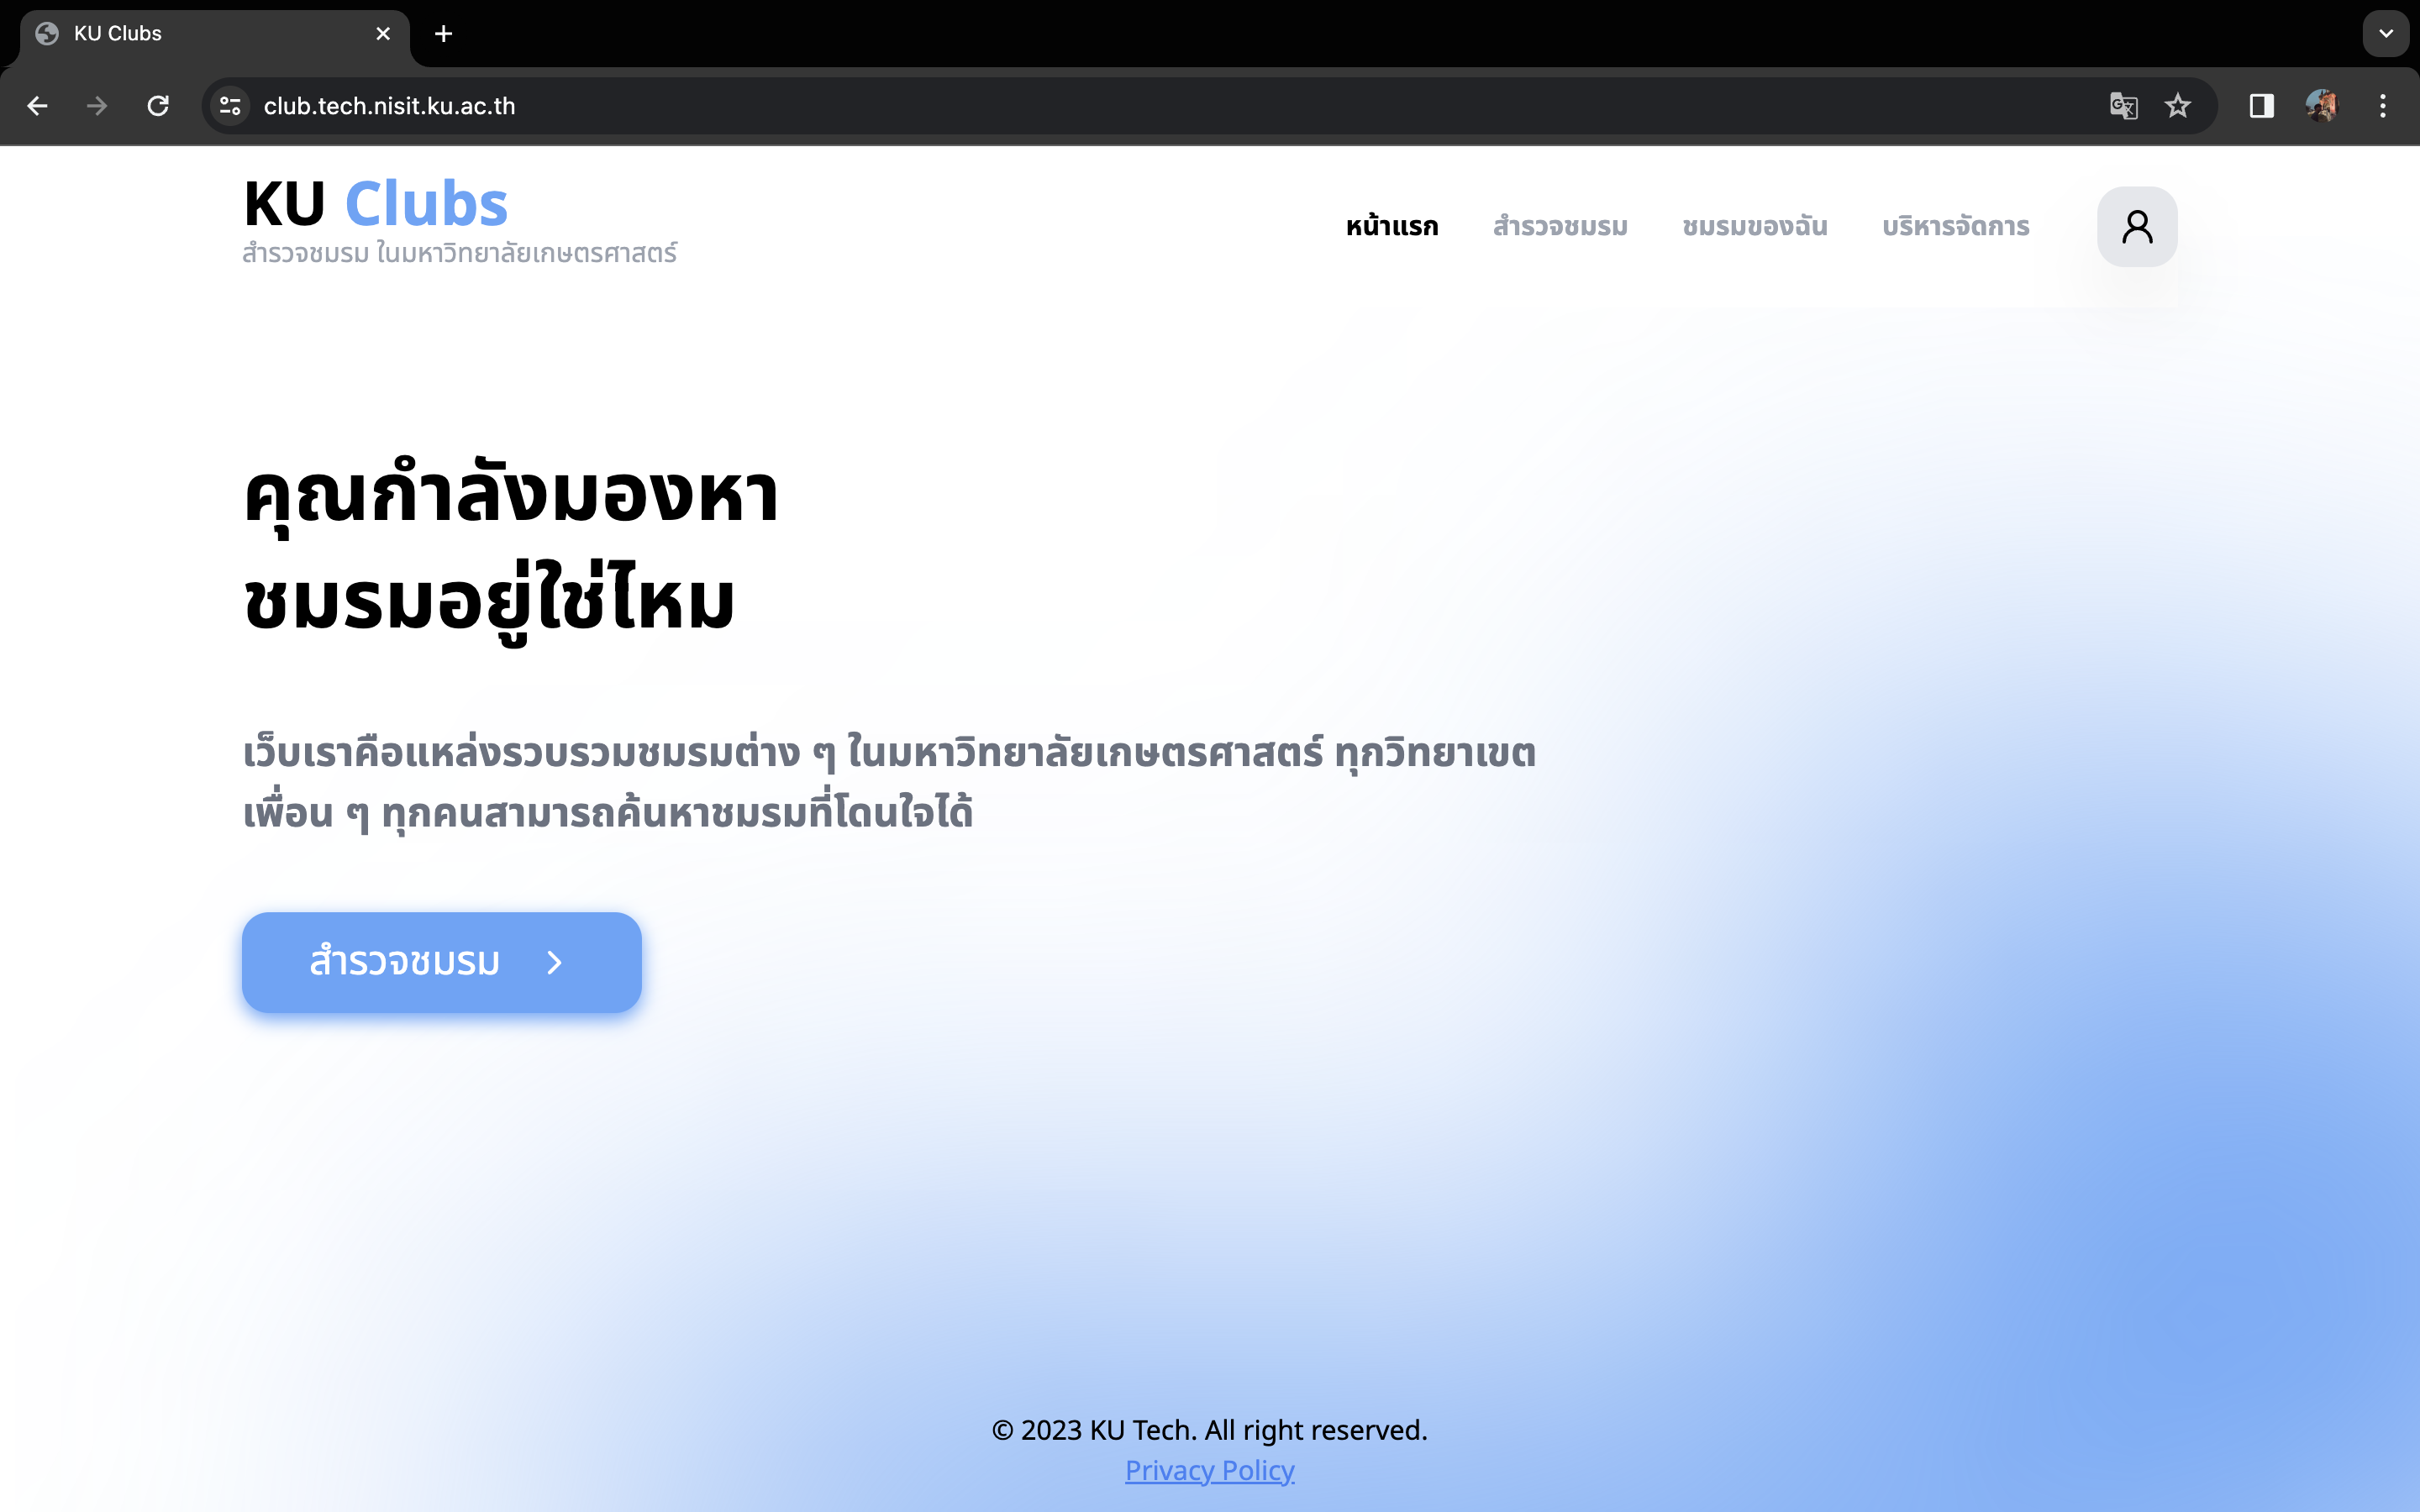 KU Clubs
club.tech.nisit.ku.ac.th
KU Clubs
สำรวจชมรม ในมหาวิทยาลัยเกษตรศาสตร์
หน้าแรก สำรวจชมรม ชมรมของฉัน บริหารจัดการ
คุณกำลังมองหา
ชมรมอยู่ใช่ไหม
เว็บเราคือแหล่งรวบรวมชมรมต่าง ๆ ในมหาวิทยาลัยเกษตรศาสตร์ ทุกวิทยาเขต
เพื่อน ๆ ทุกคนสามารถค้นหาชมรมที่โดนใจได้
สำรวจชมรม
© 2023 KU Tech. All right reserved.
Privacy Policy